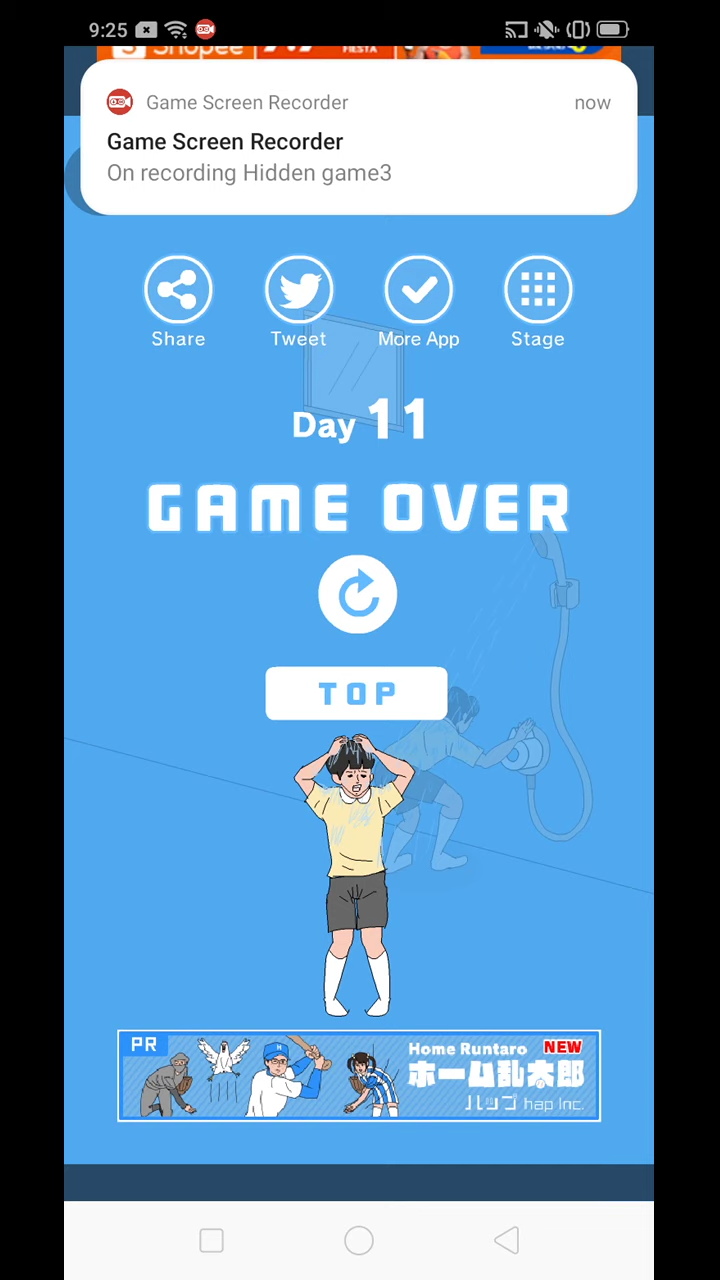 9:25
Shopee
FIESTA
Game Screen Recorder
now
Game Screen Recorder
On recording Hidden game3
Share
Tweet
More App
Stage
Day 11
GAME OVER
TOP
PR
Home Runtaro
NEW
ホーム乱太郎
ハップ hap Inc.